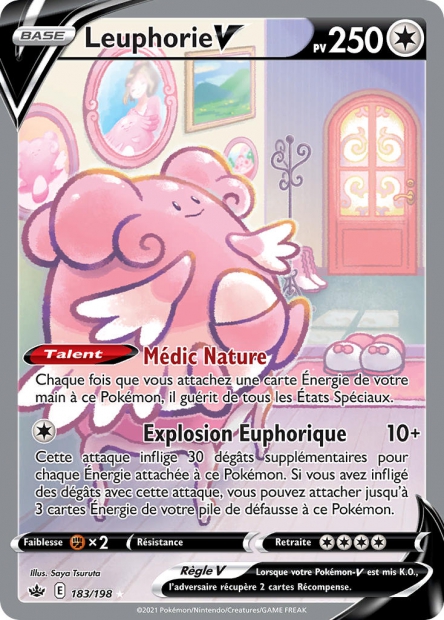 BASE
Leuphorie V
PV 250
Talent
Médic Nature
Chaque fois que vous attachez une carte Énergie de votre
main à ce Pokémon, il guérit de tous les États Spéciaux.
Explosion Euphorique 10+
Cette attaque inflige 30 dégâts supplémentaires pour
chaque Énergie attachée à ce Pokémon. Si vous avez infligé
des dégâts avec cette attaque, vous pouvez attacher jusqu'à
3 cartes Énergie de votre pile de défausse à ce Pokémon.
Faiblesse ×2 Résistance Retraite
Illus. Saya Tsuruta
Règle V
Lorsque votre Pokémon-V est mis K.O.,
l'adversaire récupère 2 cartes Récompense.
E 183/198
©2021 Pokémon/Nintendo/Creatures/GAME FREAK